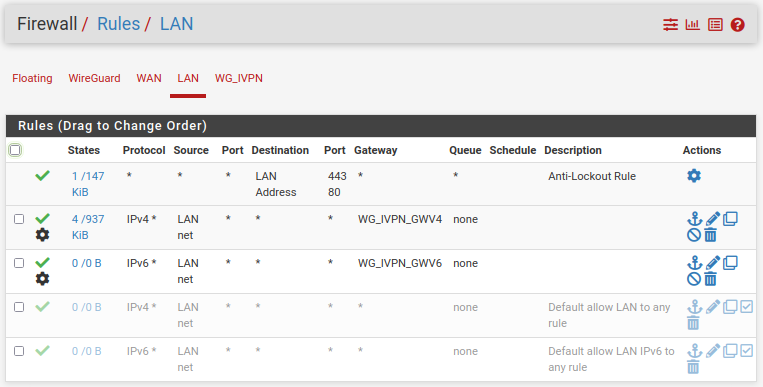 Firewall / Rules / LAN
Floating WireGuard WAN LAN WG_IVPN
Rules (Drag to Change Order)
States Protocol Source Port Destination Port Gateway Queue Schedule Description Actions
1 /147 * * * LAN 443 * * Anti-Lockout Rule
KiB Address 80
4 /937 IPv4 * LAN * * * WG_IVPN_GWV4 none
KiB net
0 /0 B IPv6 * LAN * * * WG_IVPN_GWV6 none
net
0 /0 B IPv4 * LAN * * * * none Default allow LAN to any
net rule
0 /0 B IPv6 * LAN * * * * none Default allow LAN IPv6 to
net any rule